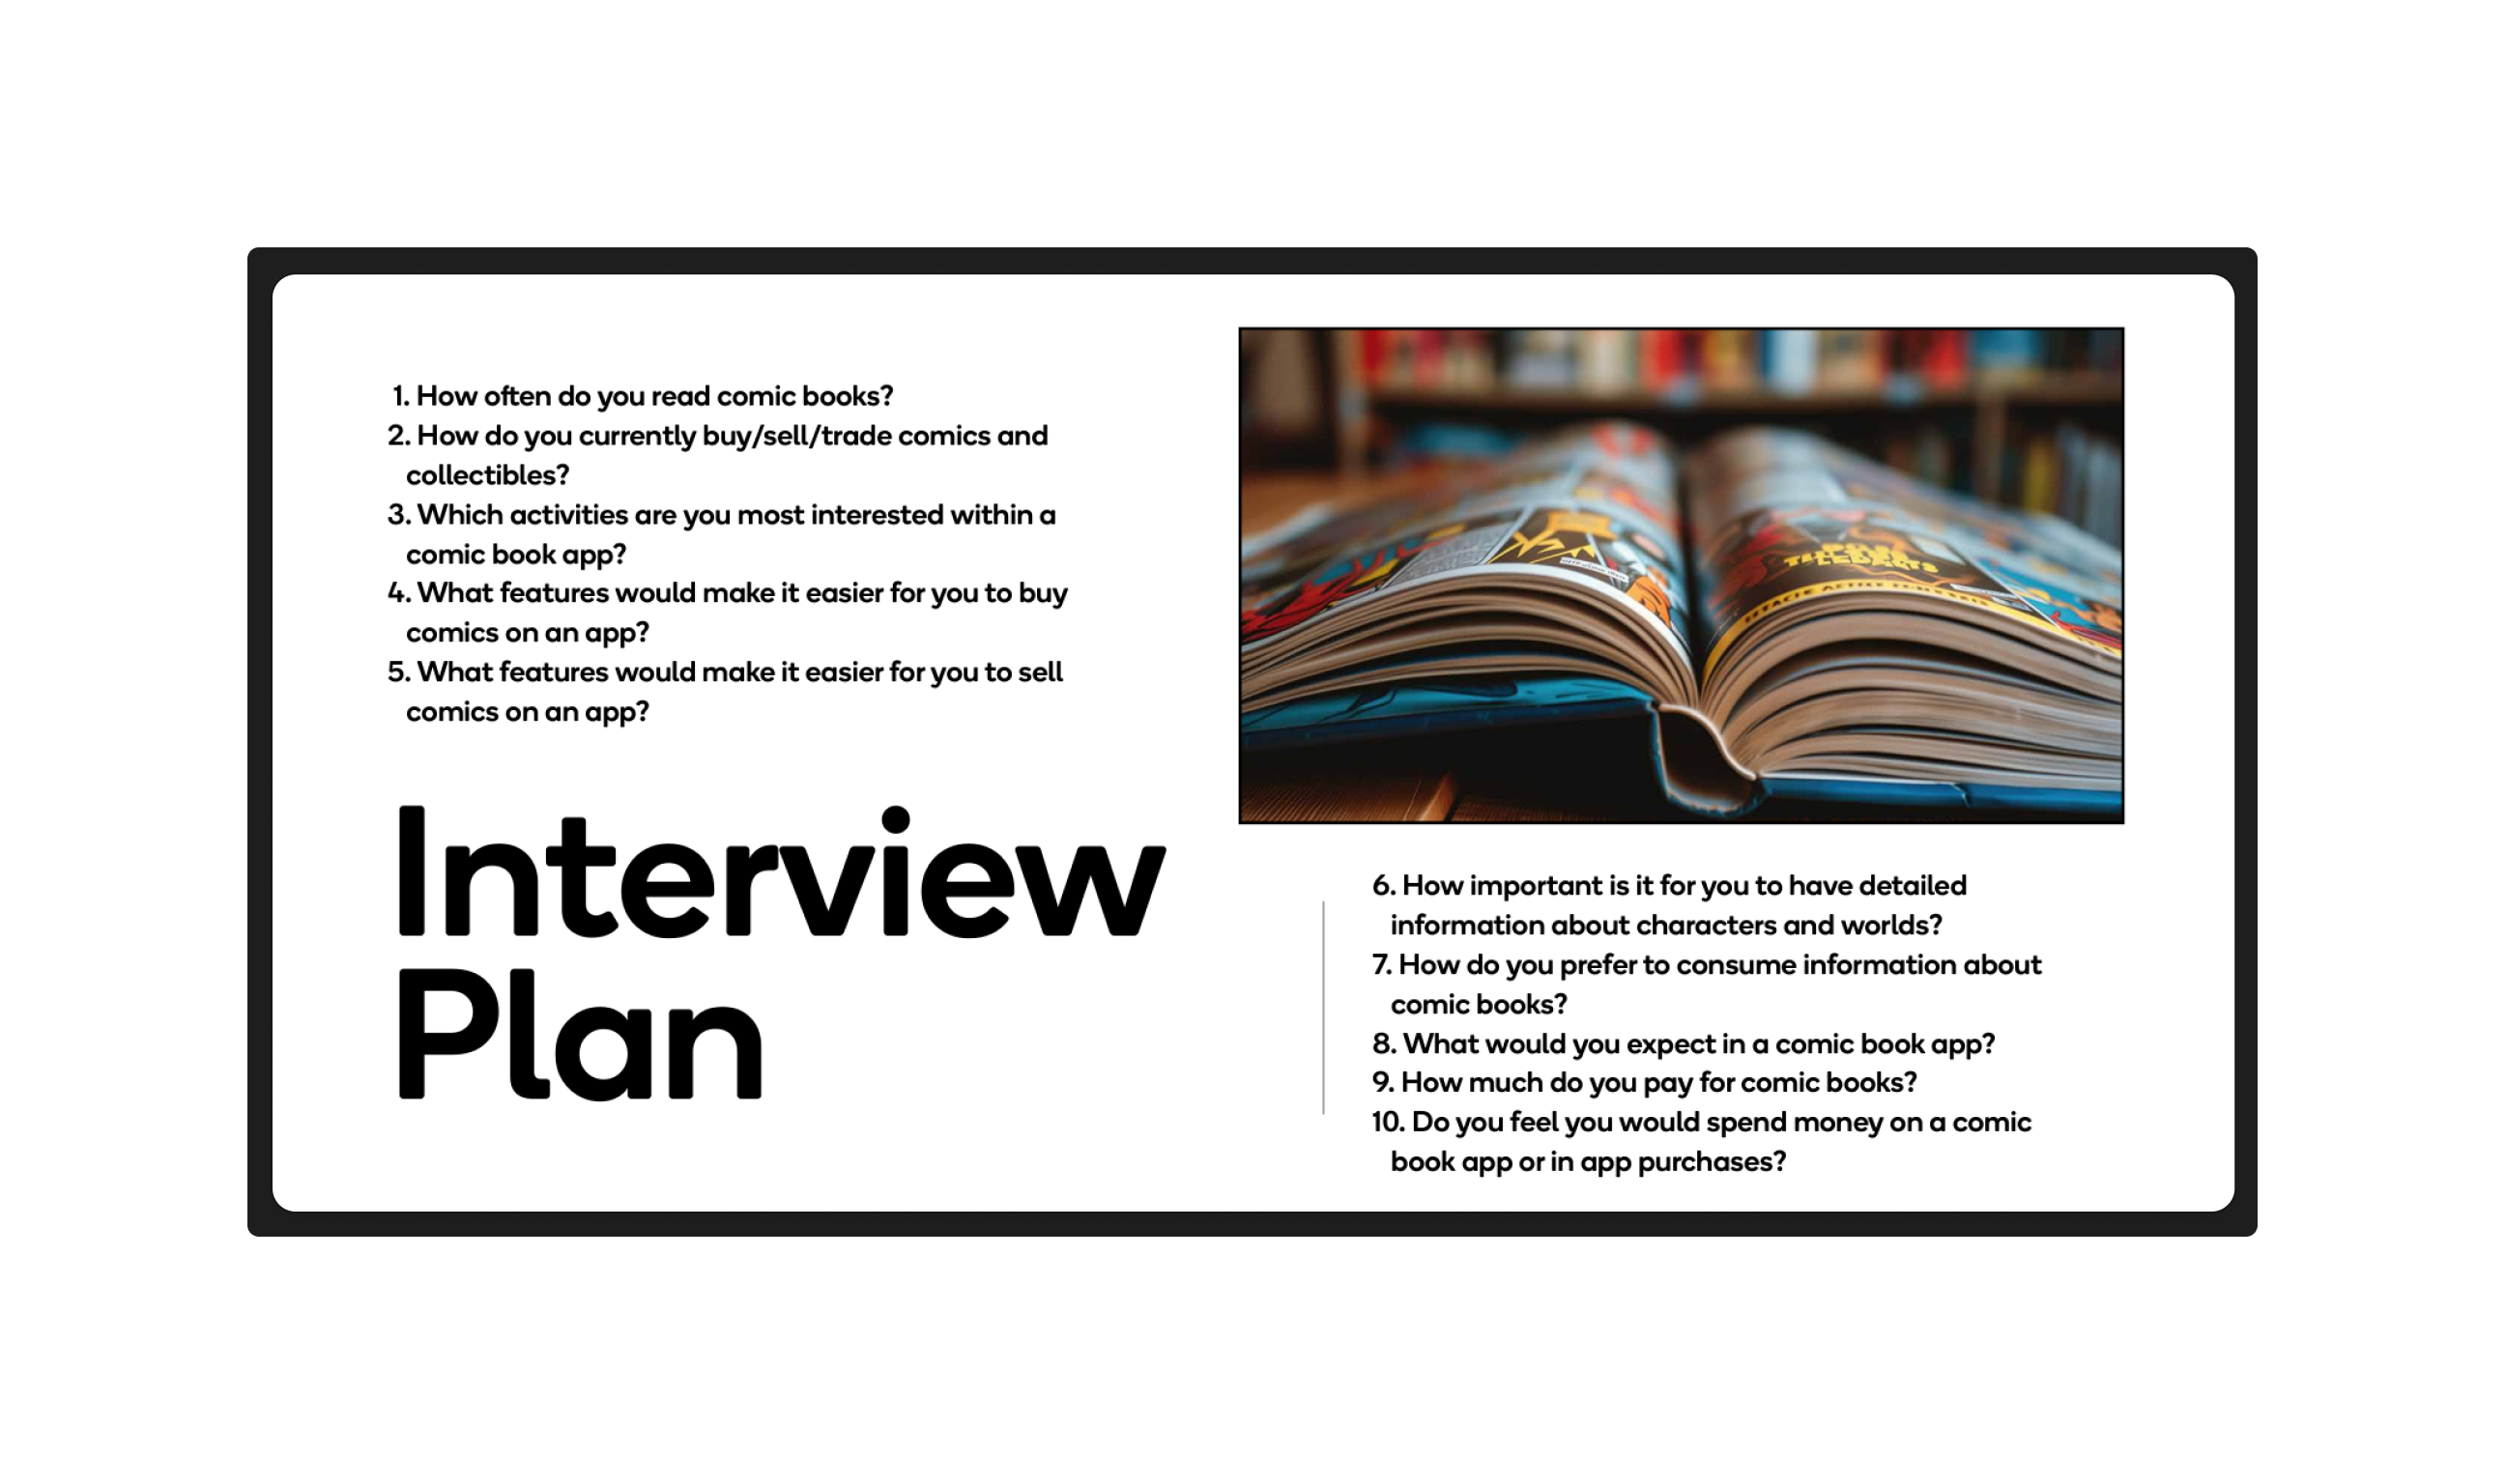 1. How often do you read comic books?
2. How do you currently buy/sell/trade comics and
collectibles?
3. Which activities are you most interested within a
comic book app?
4. What features would make it easier for you to buy
comics on an app?
5. What features would make it easier for you to sell
comics on an app?
Interview
Plan
6. How important is it for you to have detailed
information about characters and worlds?
7. How do you prefer to consume information about
comic books?
8. What would you expect in a comic book app?
9. How much do you pay for comic books?
10. Do you feel you would spend money on a comic
book app or in app purchases?